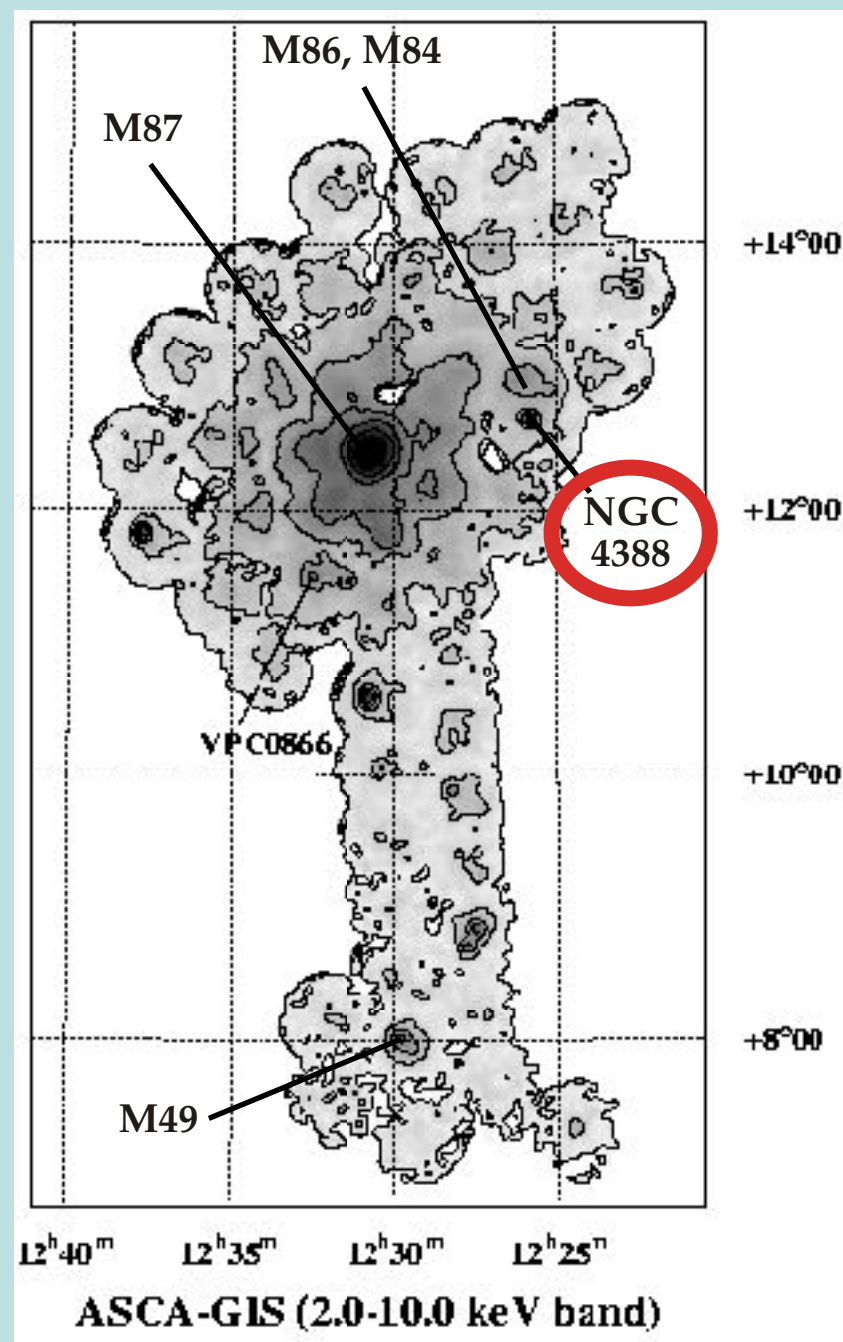 M86, M84
M87
+14°00
NGC
4388
+12°00
VPC0866
+10°00
+8°00
M49
12ʰ40ᵐ 12ʰ35ᵐ 12ʰ30ᵐ 12ʰ25ᵐ
ASCA-GIS (2.0-10.0 keV band)